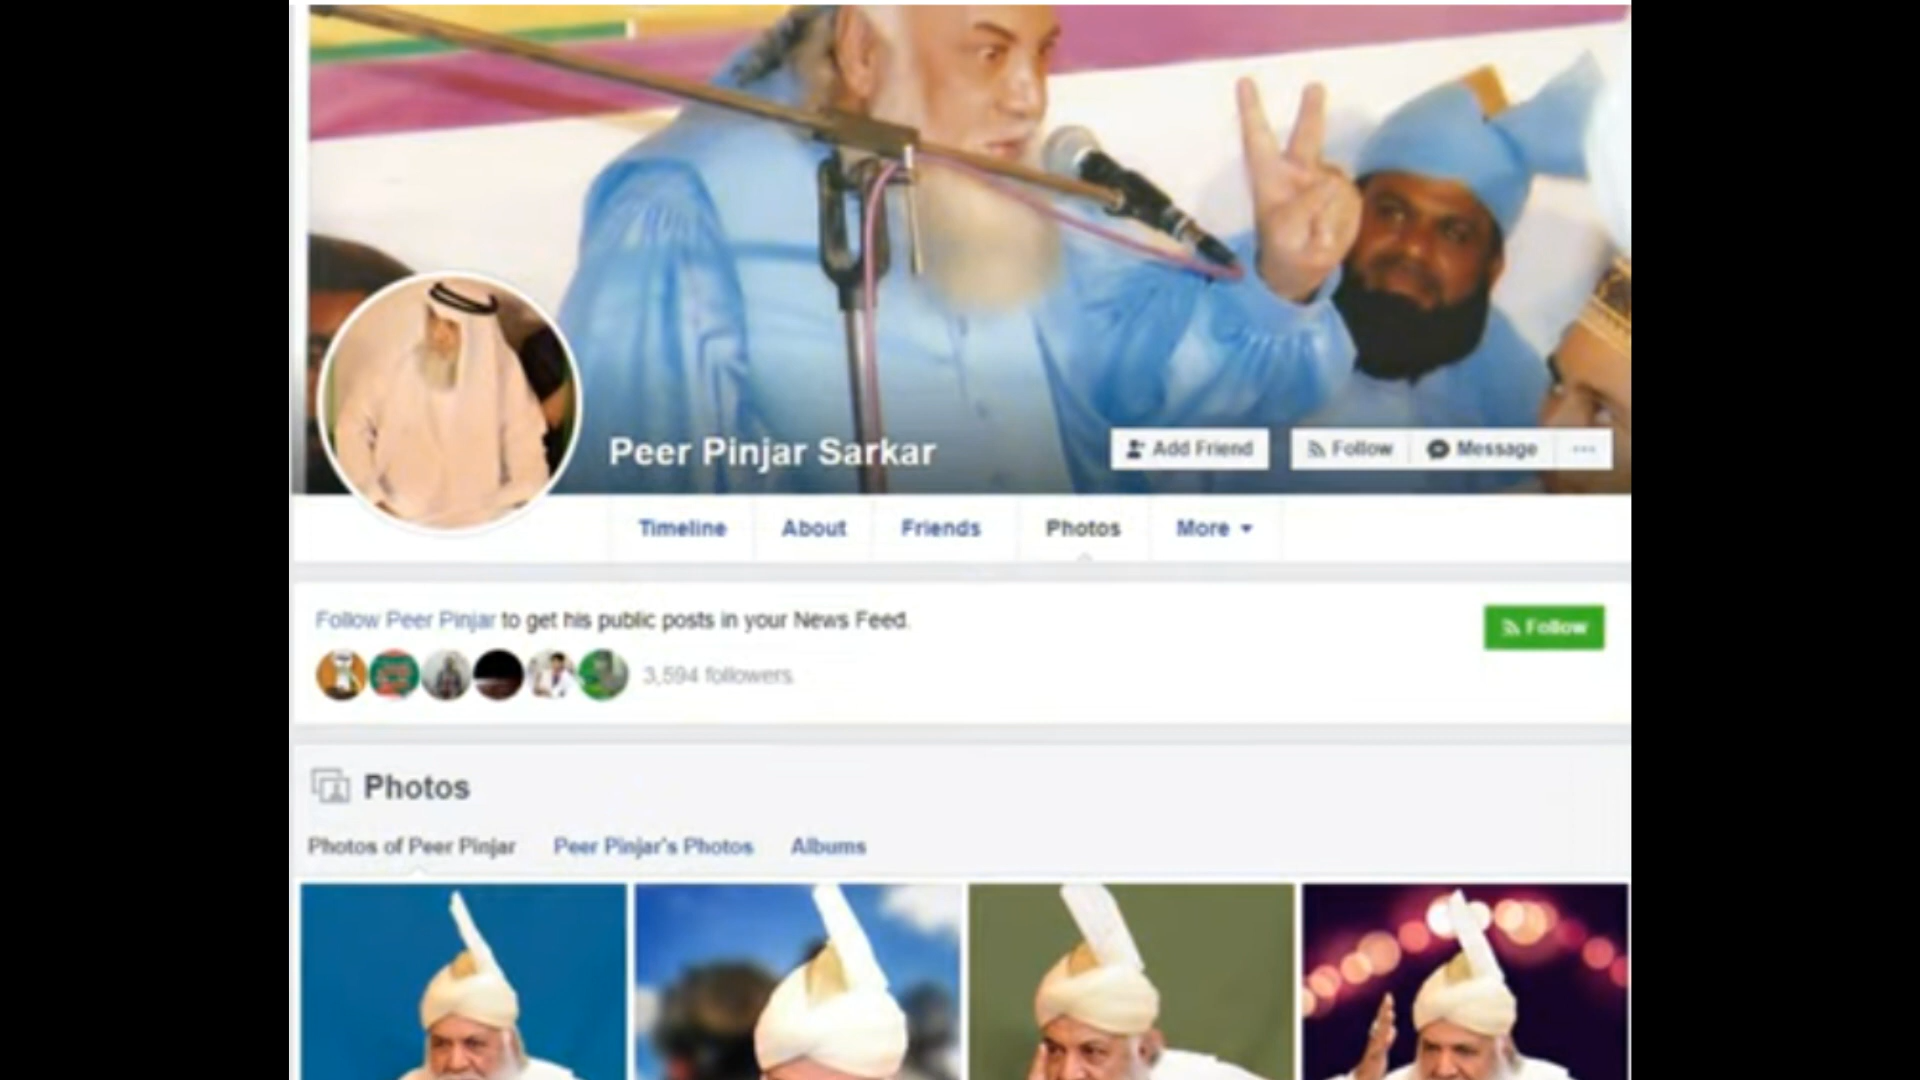 Peer Pinjar Sarkar
Add Friend
Follow
Message
Timeline
About
Friends
Photos
More
Follow Peer Pinjar to get his public posts in your News Feed.
Follow
3,594 followers
Photos
Photos of Peer Pinjar
Peer Pinjar's Photos
Albums